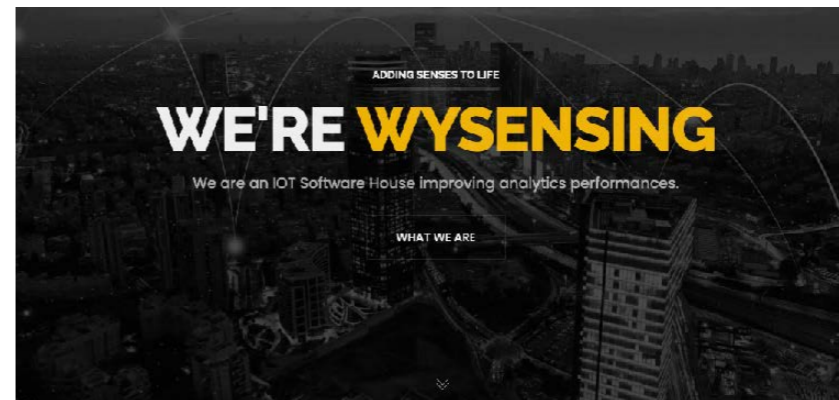 ADDING SENSES TO LIFE
WE'RE WYSENSING
We are an IOT Software House improving analytics performances.
WHAT WE ARE